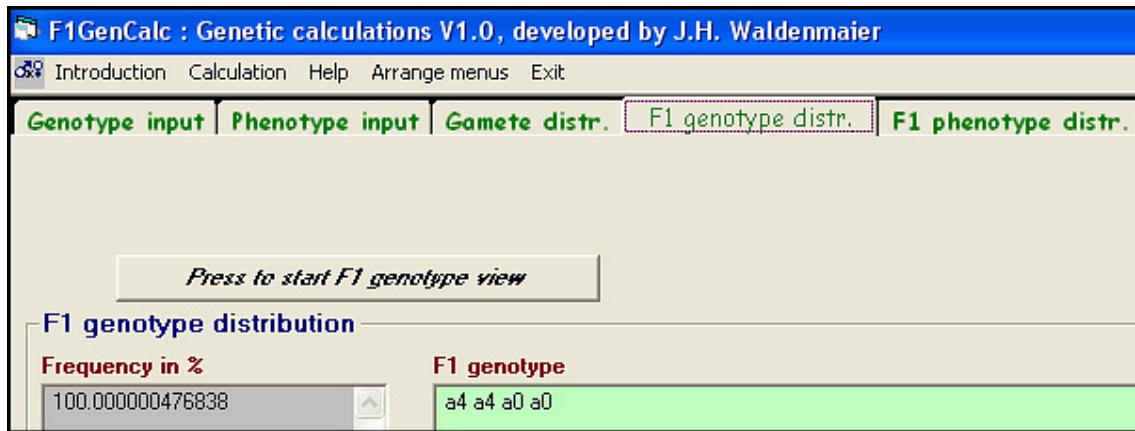 F1GenCalc : Genetic calculations V1.0, developed by J.H. Waldenmaier
Introduction Calculation Help Arrange menus Exit
Genotype input Phenotype input Gamete distr. F1 genotype distr. F1 phenotype distr.
Press to start F1 genotype view
F1 genotype distribution
Frequency in % F1 genotype
100.000000476838 a4 a4 a0 a0